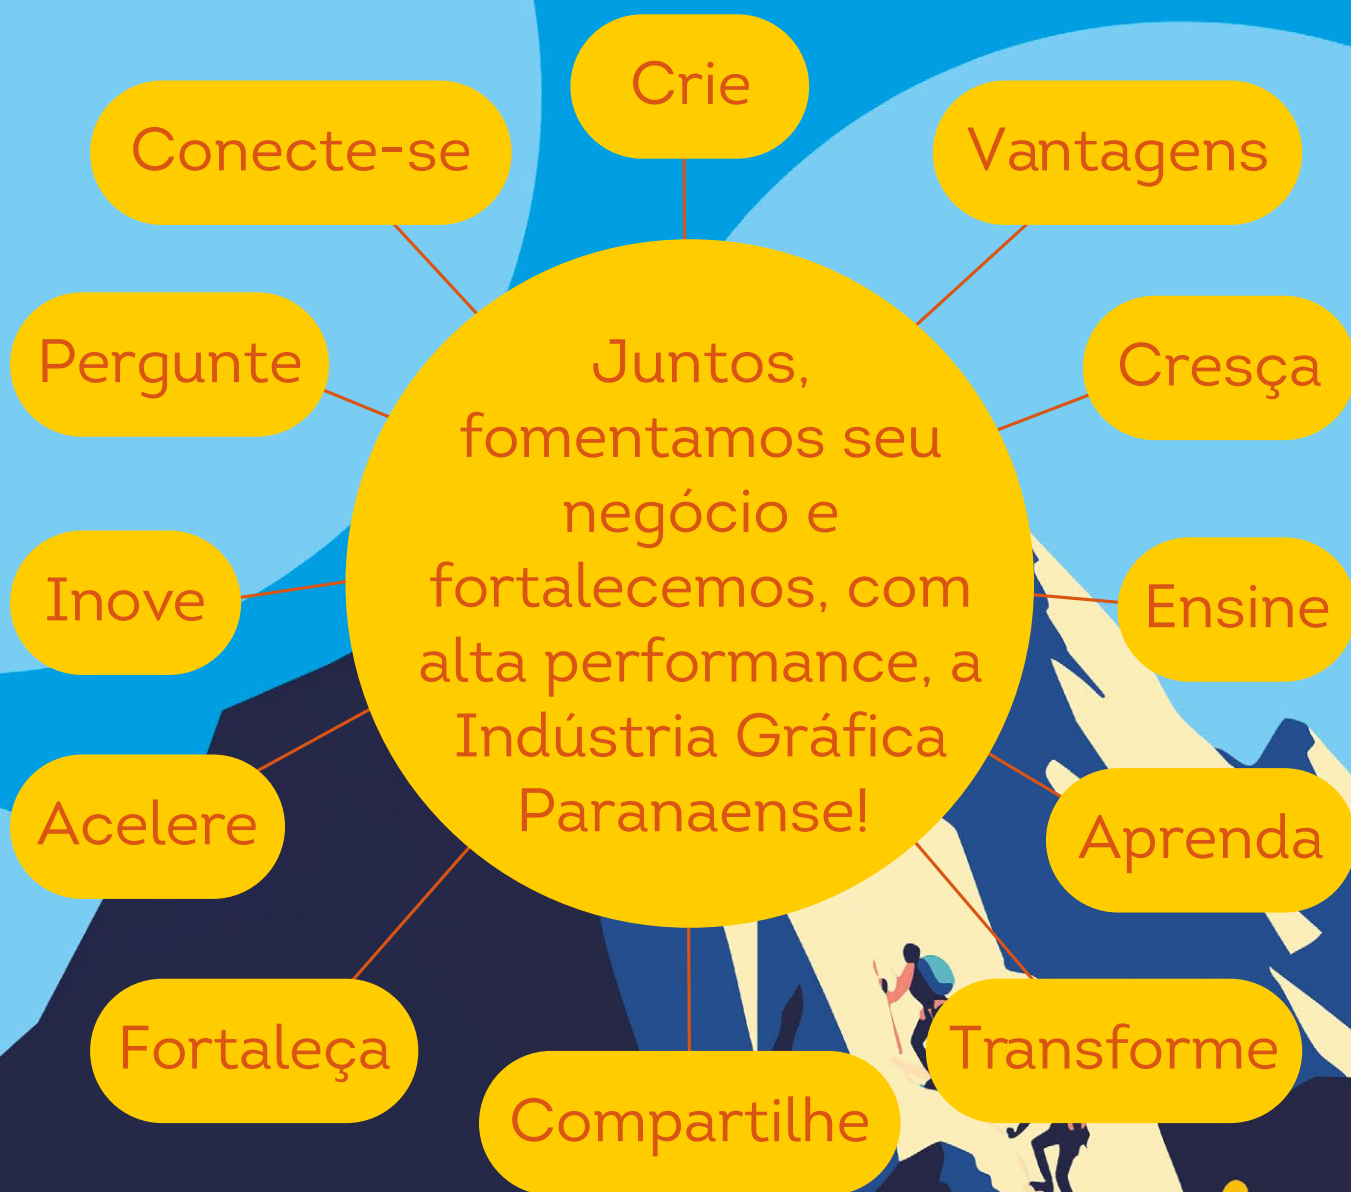 Crie
Conecte-se
Vantagens
Pergunte
Cresça
Juntos,
fomentamos seu
negócio e
fortalecemos, com
alta performance, a
Indústria Gráfica
Paranaense!
Inove
Ensine
Acelere
Aprenda
Fortaleça
Transforme
Compartilhe